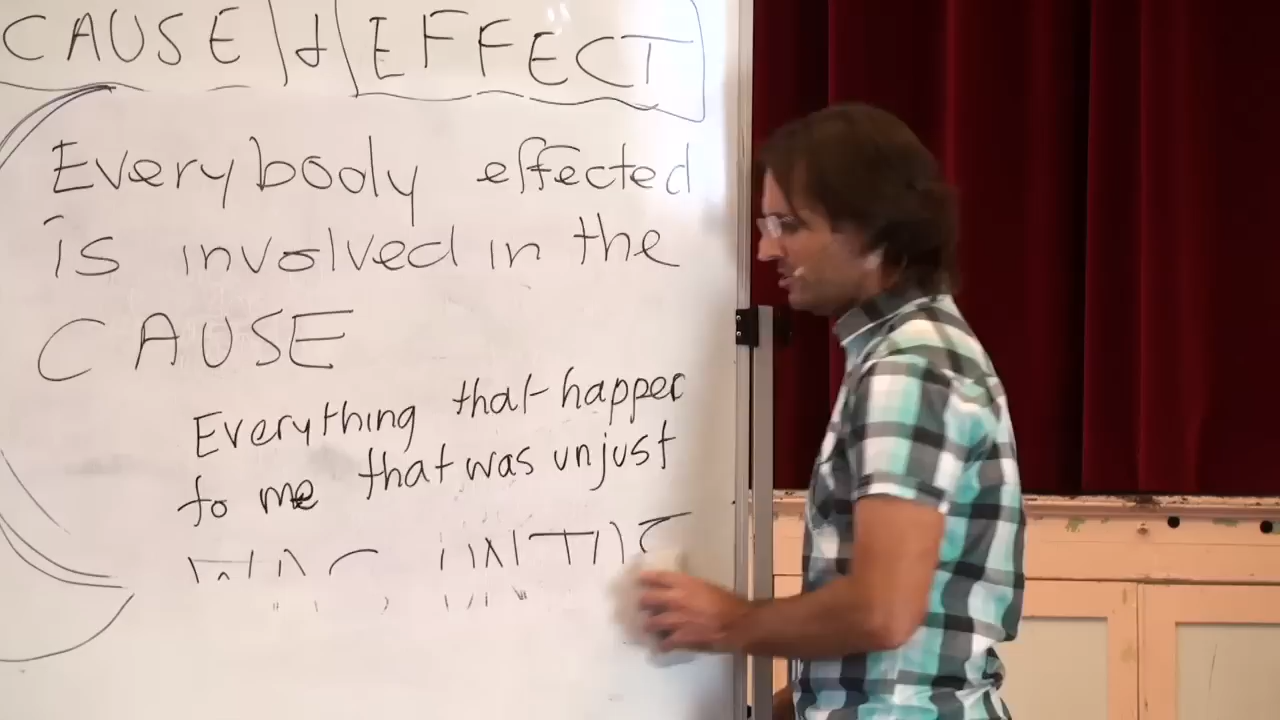 CAUSE & EFFECT
Everybody effected
is involved in the
CAUSE
Everything that happen
to me that was unjust